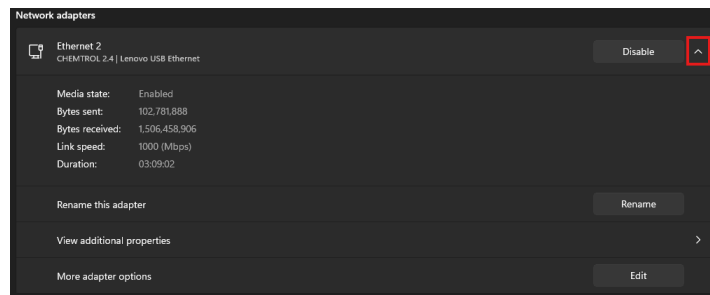 Network adapters
Ethernet 2
CHEMTROL 2.4 | Lenovo USB Ethernet
Disable
Media state: Enabled
Bytes sent: 102,781,888
Bytes received: 1,506,458,906
Link speed: 1000 (Mbps)
Duration: 03:09:02
Rename this adapter
Rename
View additional properties
More adapter options
Edit